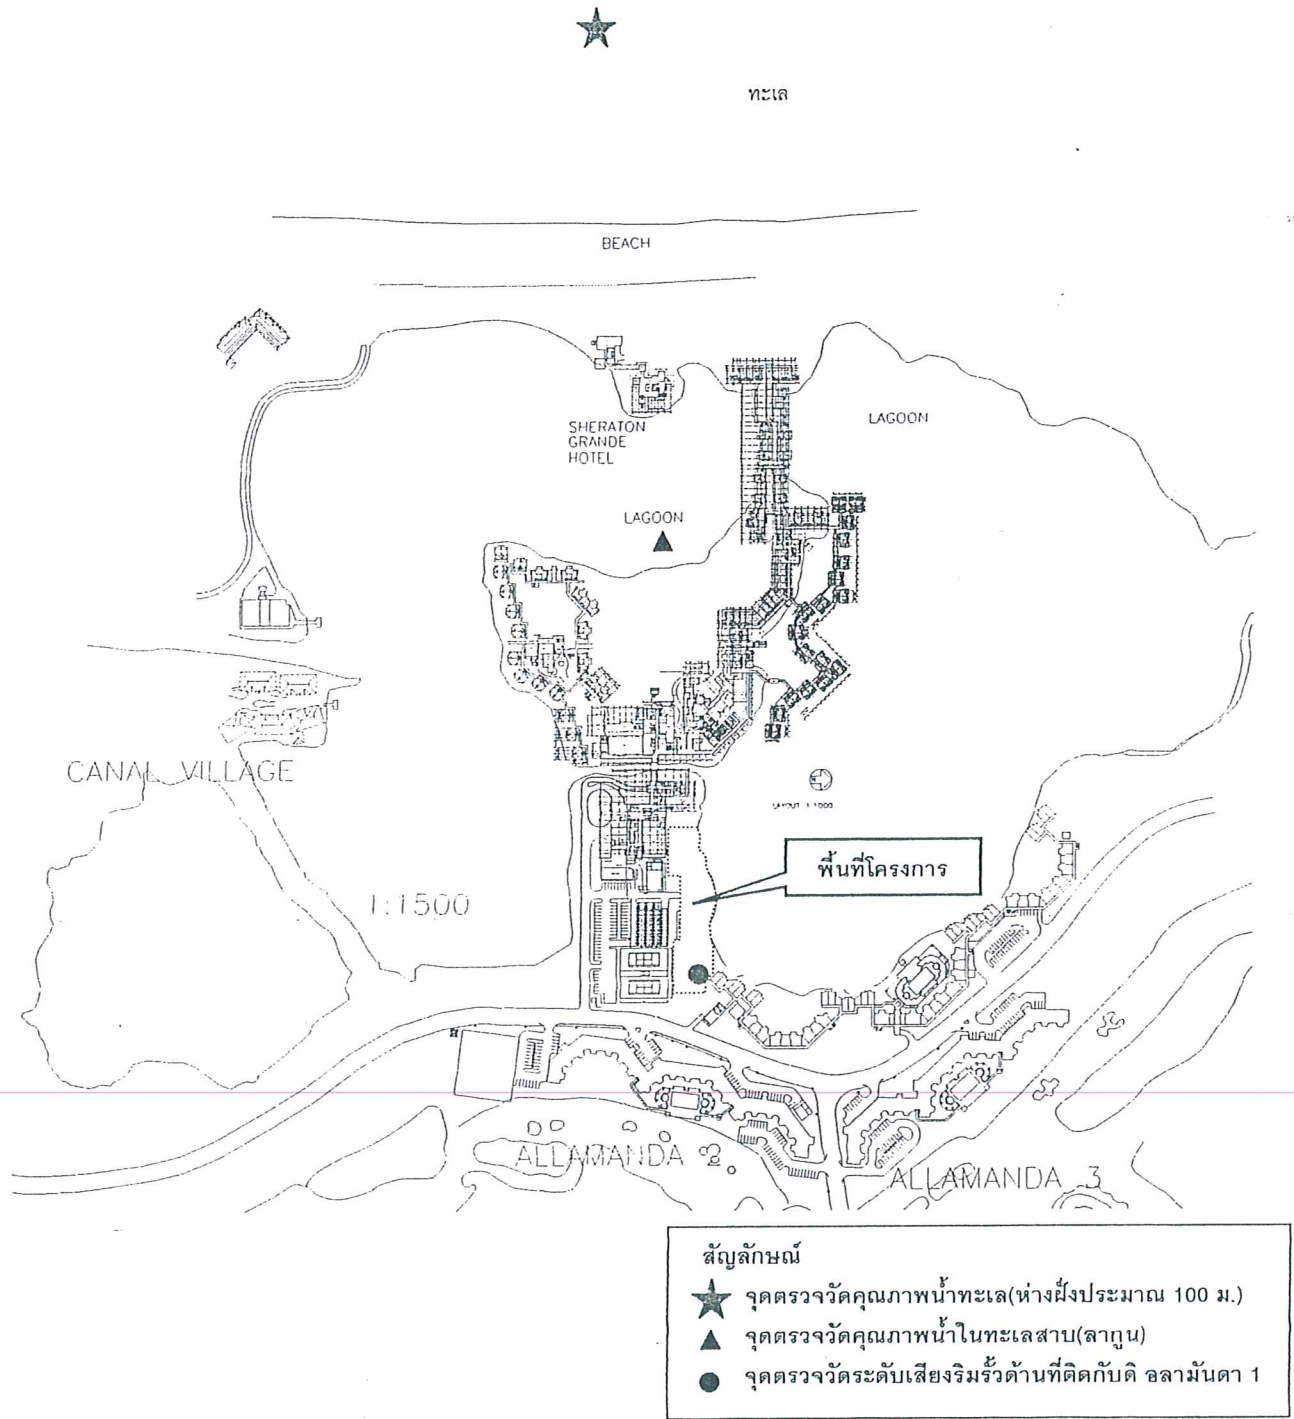 ทะเล
BEACH
SHERATON
GRANDE
HOTEL
LAGOON
LAGOON
CANAL VILLAGE
LAYOUT 1:1000
พื้นที่โครงการ
1:1500
ALLAMANDA 2
ALLAMANDA 3
สัญลักษณ์
จุดตรวจวัดคุณภาพน้ำทะเล(ห่างฝั่งประมาณ 100 ม.)
จุดตรวจวัดคุณภาพน้ำในทะเลสาบ(ลากูน)
จุดตรวจวัดระดับเสียงริมรั้วด้านที่ติดกับดิ อลามันดา 1